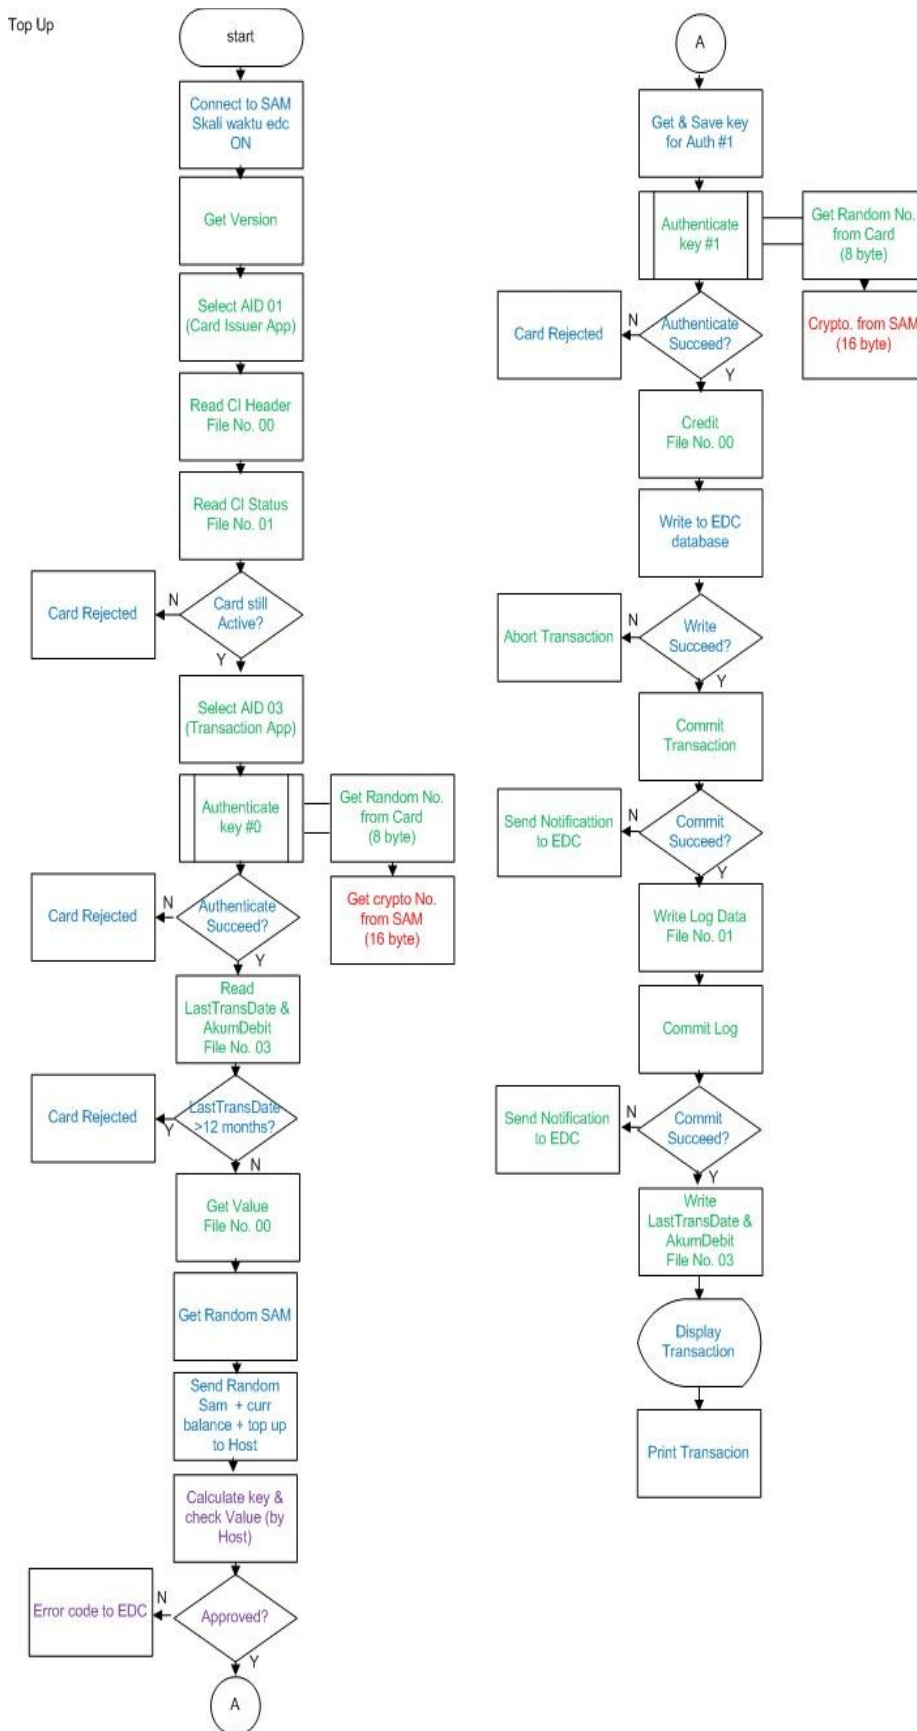 Top Up
start
Connect to SAM
Skali waktu edc
ON
Get Version
Select AID 01
(Card Issuer App)
Read CI Header
File No. 00
Read CI Status
File No. 01
Card still
Active?
N
Card Rejected
Y
Select AID 03
(Transaction App)
Authenticate
key #0
Get Random No.
from Card
(8 byte)
Get crypto No.
from SAM
(16 byte)
Authenticate
Succeed?
N
Card Rejected
Y
Read
LastTransDate &
AkumDebit
File No. 03
LastTransDate
>12 months?
Y
Card Rejected
N
Get Value
File No. 00
Get Random SAM
Send Random
Sam + curr
balance + top up
to Host
Calculate key &
check Value (by
Host)
Approved?
N
Error code to EDC
Y
A
A
Get & Save key
for Auth #1
Authenticate
key #1
Get Random No.
from Card
(8 byte)
Crypto. from SAM
(16 byte)
Authenticate
Succeed?
N
Card Rejected
Y
Credit
File No. 00
Write to EDC
database
Write
Succeed?
N
Abort Transaction
Y
Commit
Transaction
Commit
Succeed?
N
Send Notificattion
to EDC
Y
Write Log Data
File No. 01
Commit Log
Commit
Succeed?
N
Send Notification
to EDC
Y
Write
LastTransDate &
AkumDebit
File No. 03
Display
Transaction
Print Transacion